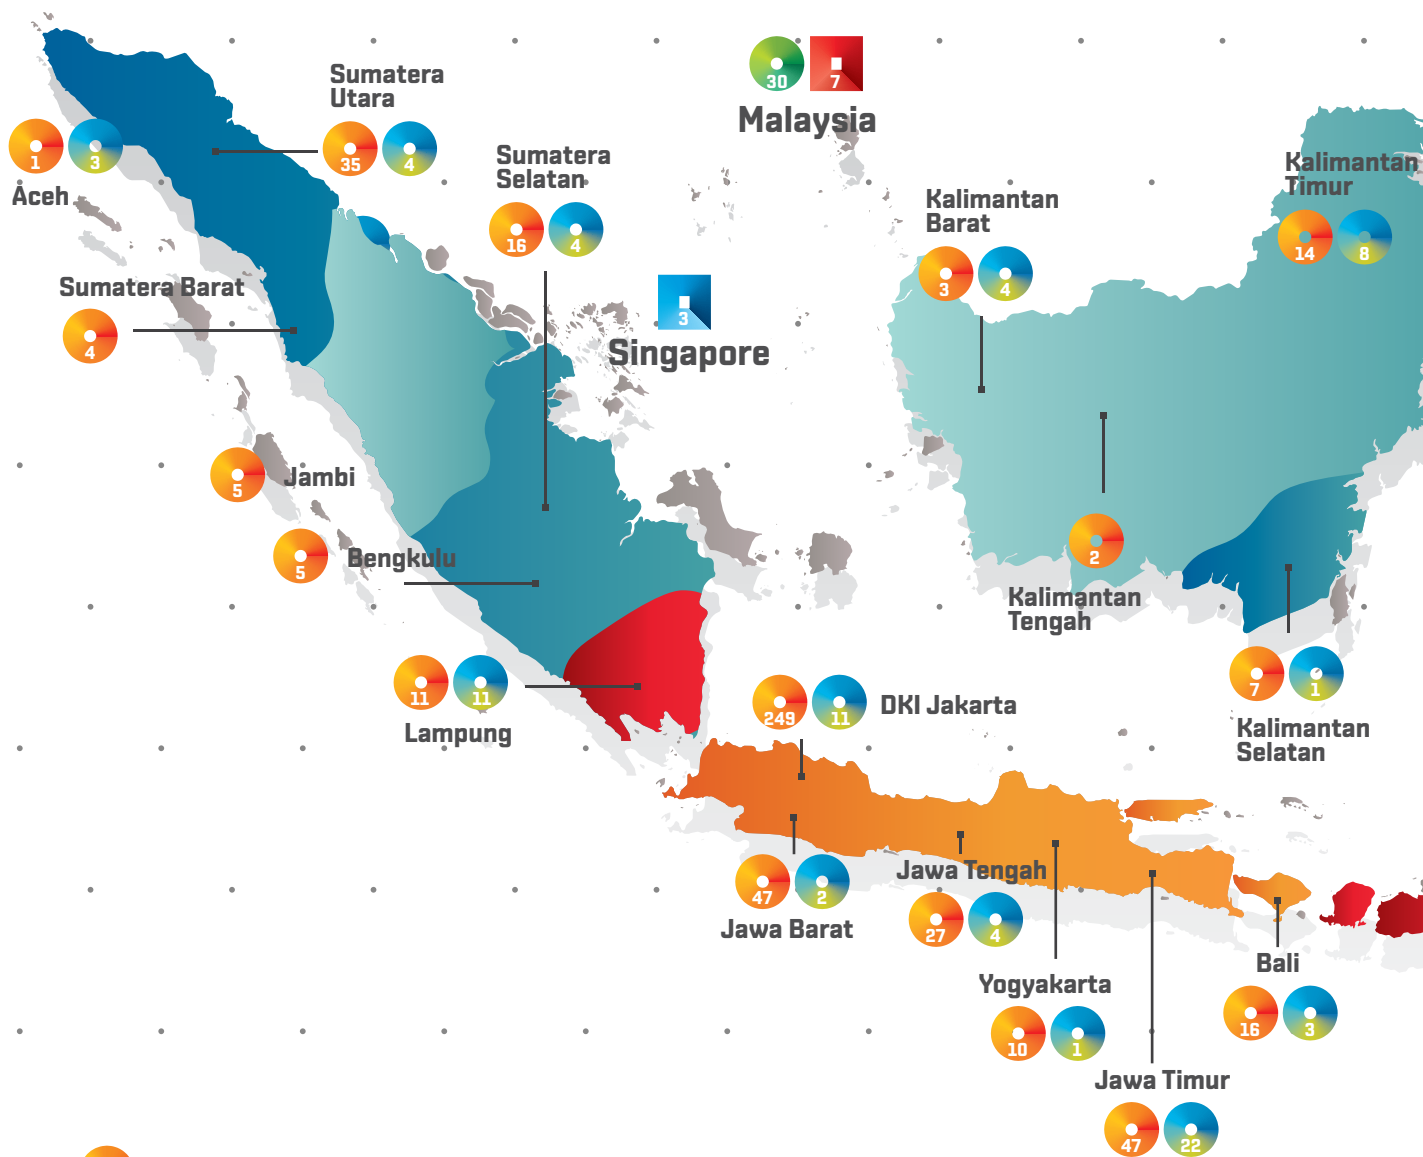 30
7
Malaysia
Sumatera
Utara
35
4
1
3
Aceh
Sumatera
Selatan
16
4
Kalimantan
Timur
14
8
Kalimantan
Barat
3
4
Sumatera Barat
4
3
Singapore
5
Jambi
5
Bengkulu
2
Kalimantan
Tengah
11
11
Lampung
249
11
DKI Jakarta
7
1
Kalimantan
Selatan
47
2
Jawa Barat
Jawa Tengah
27
4
Yogyakarta
10
1
Bali
16
3
Jawa Timur
47
22